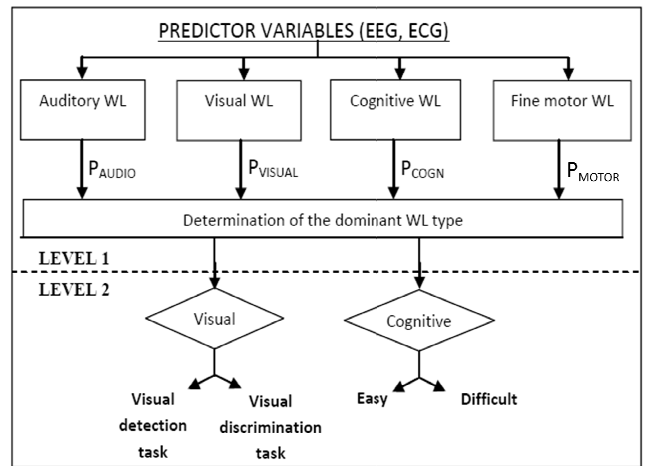 PREDICTOR VARIABLES (EEG, ECG)
Auditory WL
Visual WL
Cognitive WL
Fine motor WL
PAUDIO
PVISUAL
PCOGN
PMOTOR
Determination of the dominant WL type
LEVEL 1
LEVEL 2
Visual
Cognitive
Visual
detection
task
Visual
discrimination
task
Easy
Difficult